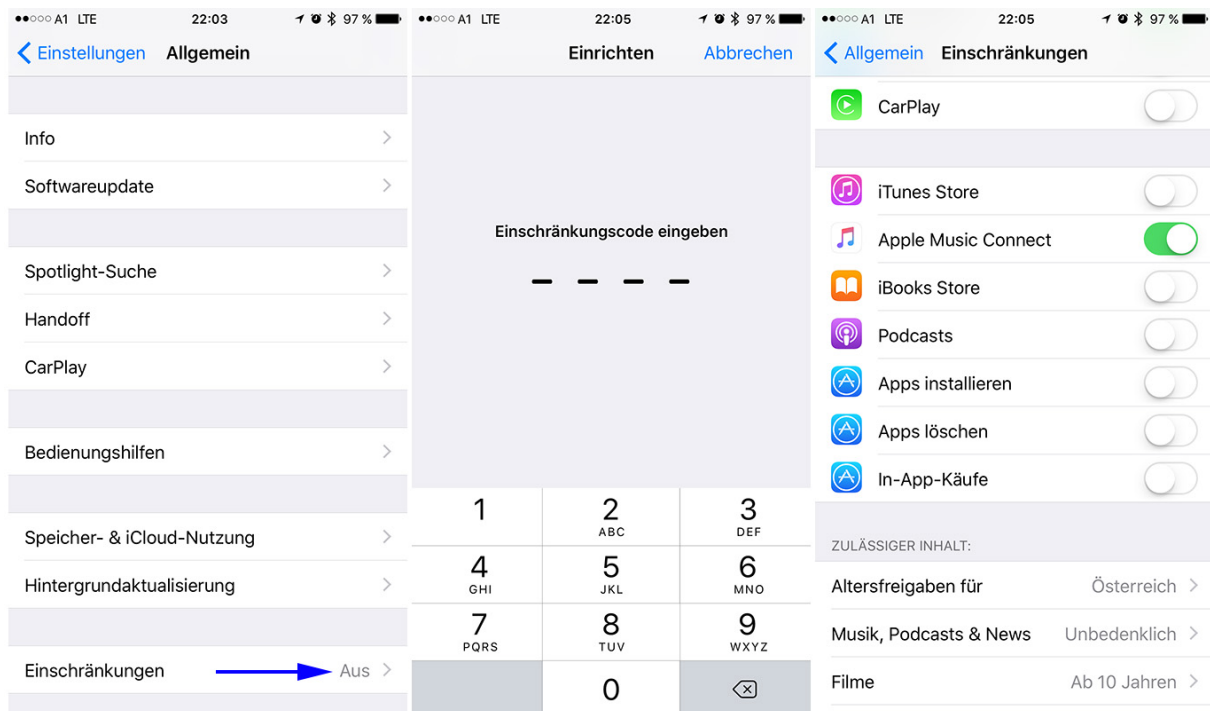 A1 LTE 22:03 97 %
Einstellungen Allgemein
Info
Softwareupdate
Spotlight-Suche
Handoff
CarPlay
Bedienungshilfen
Speicher- & iCloud-Nutzung
Hintergrundaktualisierung
Einschränkungen Aus
A1 LTE 22:05 97 %
Einrichten Abbrechen
Einschränkungscode eingeben
1 2 3
ABC DEF
4 5 6
GHI JKL MNO
7 8 9
PQRS TUV WXYZ
0
A1 LTE 22:05 97 %
Allgemein Einschränkungen
CarPlay
iTunes Store
Apple Music Connect
iBooks Store
Podcasts
Apps installieren
Apps löschen
In-App-Käufe
ZULÄSSIGER INHALT:
Altersfreigaben für Österreich
Musik, Podcasts & News Unbedenklich
Filme Ab 10 Jahren